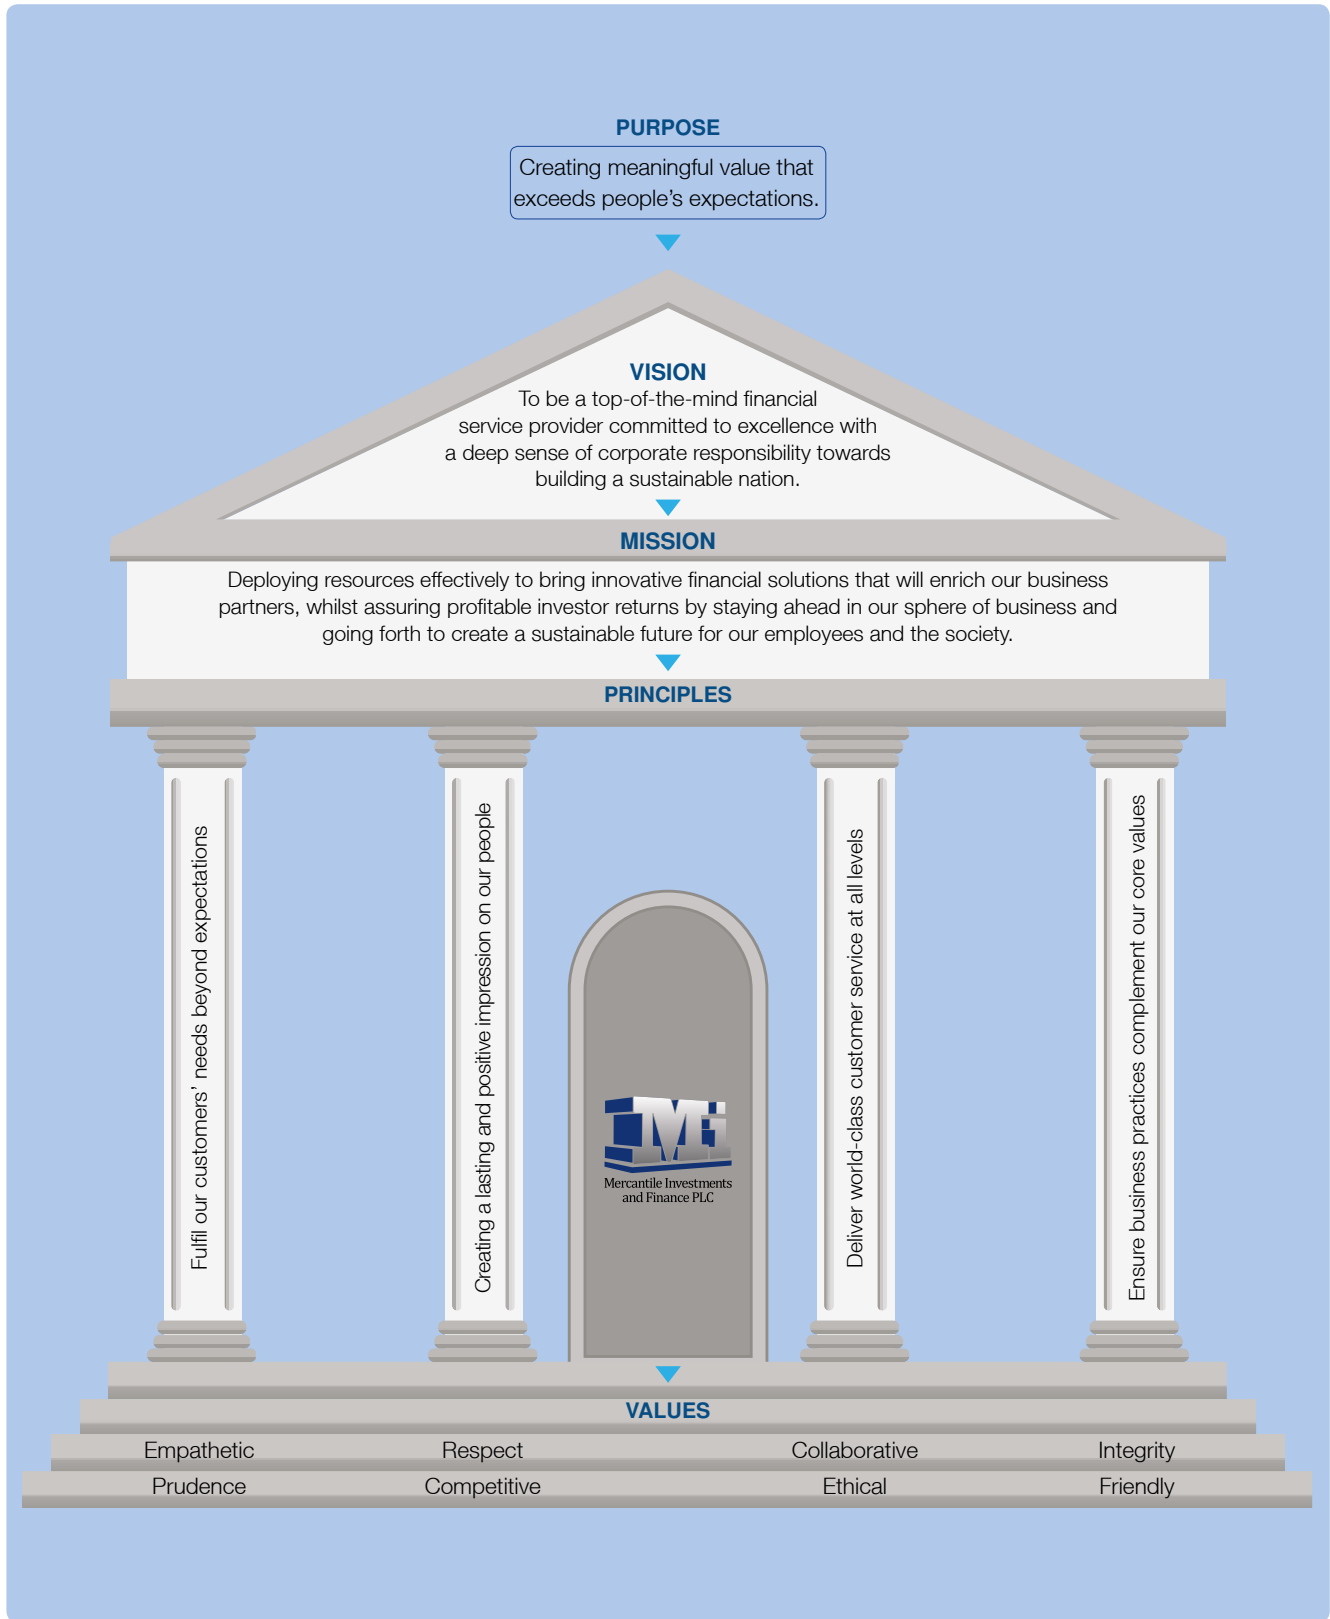 PURPOSE
Creating meaningful value that
exceeds people’s expectations.
VISION
To be a top-of-the-mind financial
service provider committed to excellence with
a deep sense of corporate responsibility towards
building a sustainable nation.
MISSION
Deploying resources effectively to bring innovative financial solutions that will enrich our business
partners, whilst assuring profitable investor returns by staying ahead in our sphere of business and
going forth to create a sustainable future for our employees and the society.
PRINCIPLES
Fulfil our customers’ needs beyond expectations
Creating a lasting and positive impression on our people
Deliver world-class customer service at all levels
Ensure business practices complement our core values
MI
Mercantile Investments
and Finance PLC
VALUES
Empathetic Respect Collaborative Integrity
Prudence Competitive Ethical Friendly